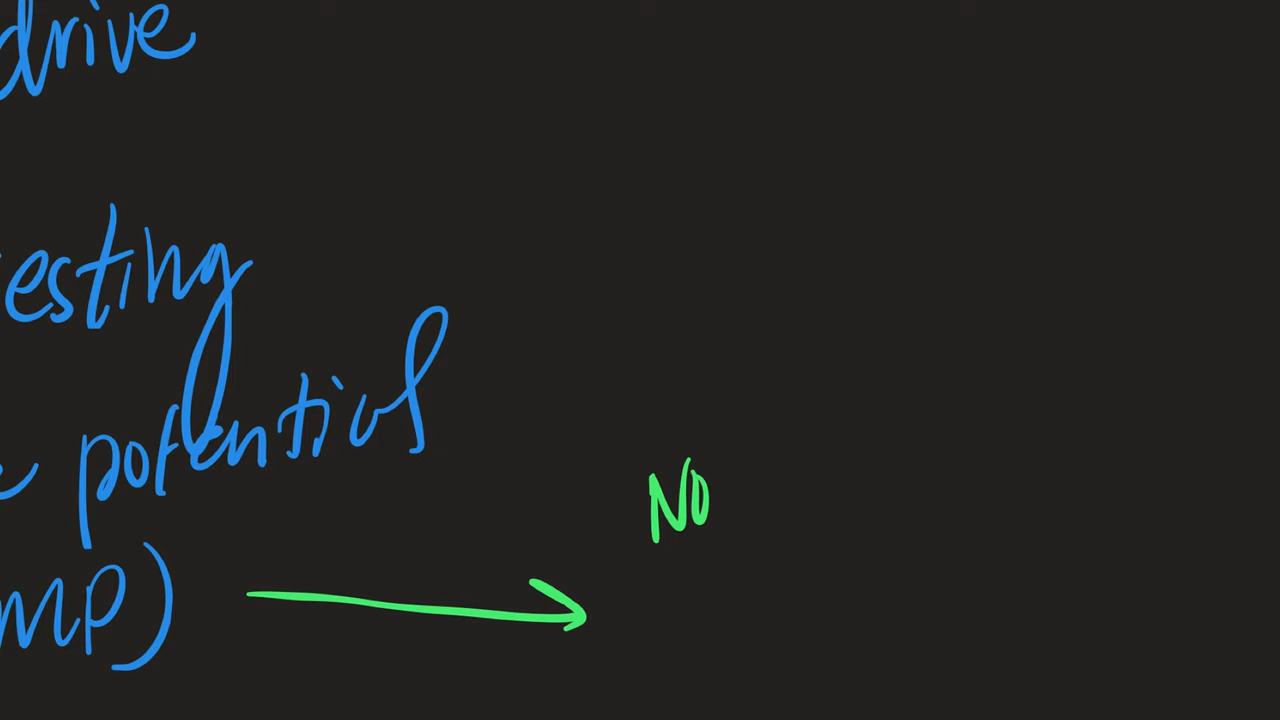 drive
esting
potential
NO
MP)